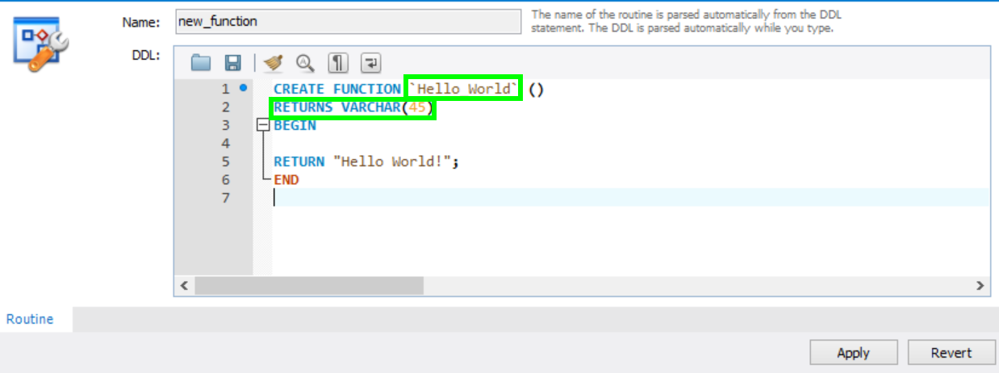 Name: new_function The name of the routine is parsed automatically from the DDL
statement. The DDL is parsed automatically while you type.
DDL:
1 CREATE FUNCTION `Hello World` ()
2 RETURNS VARCHAR(45)
3 BEGIN
4
5 RETURN "Hello World!";
6 END
7
Routine
Apply Revert